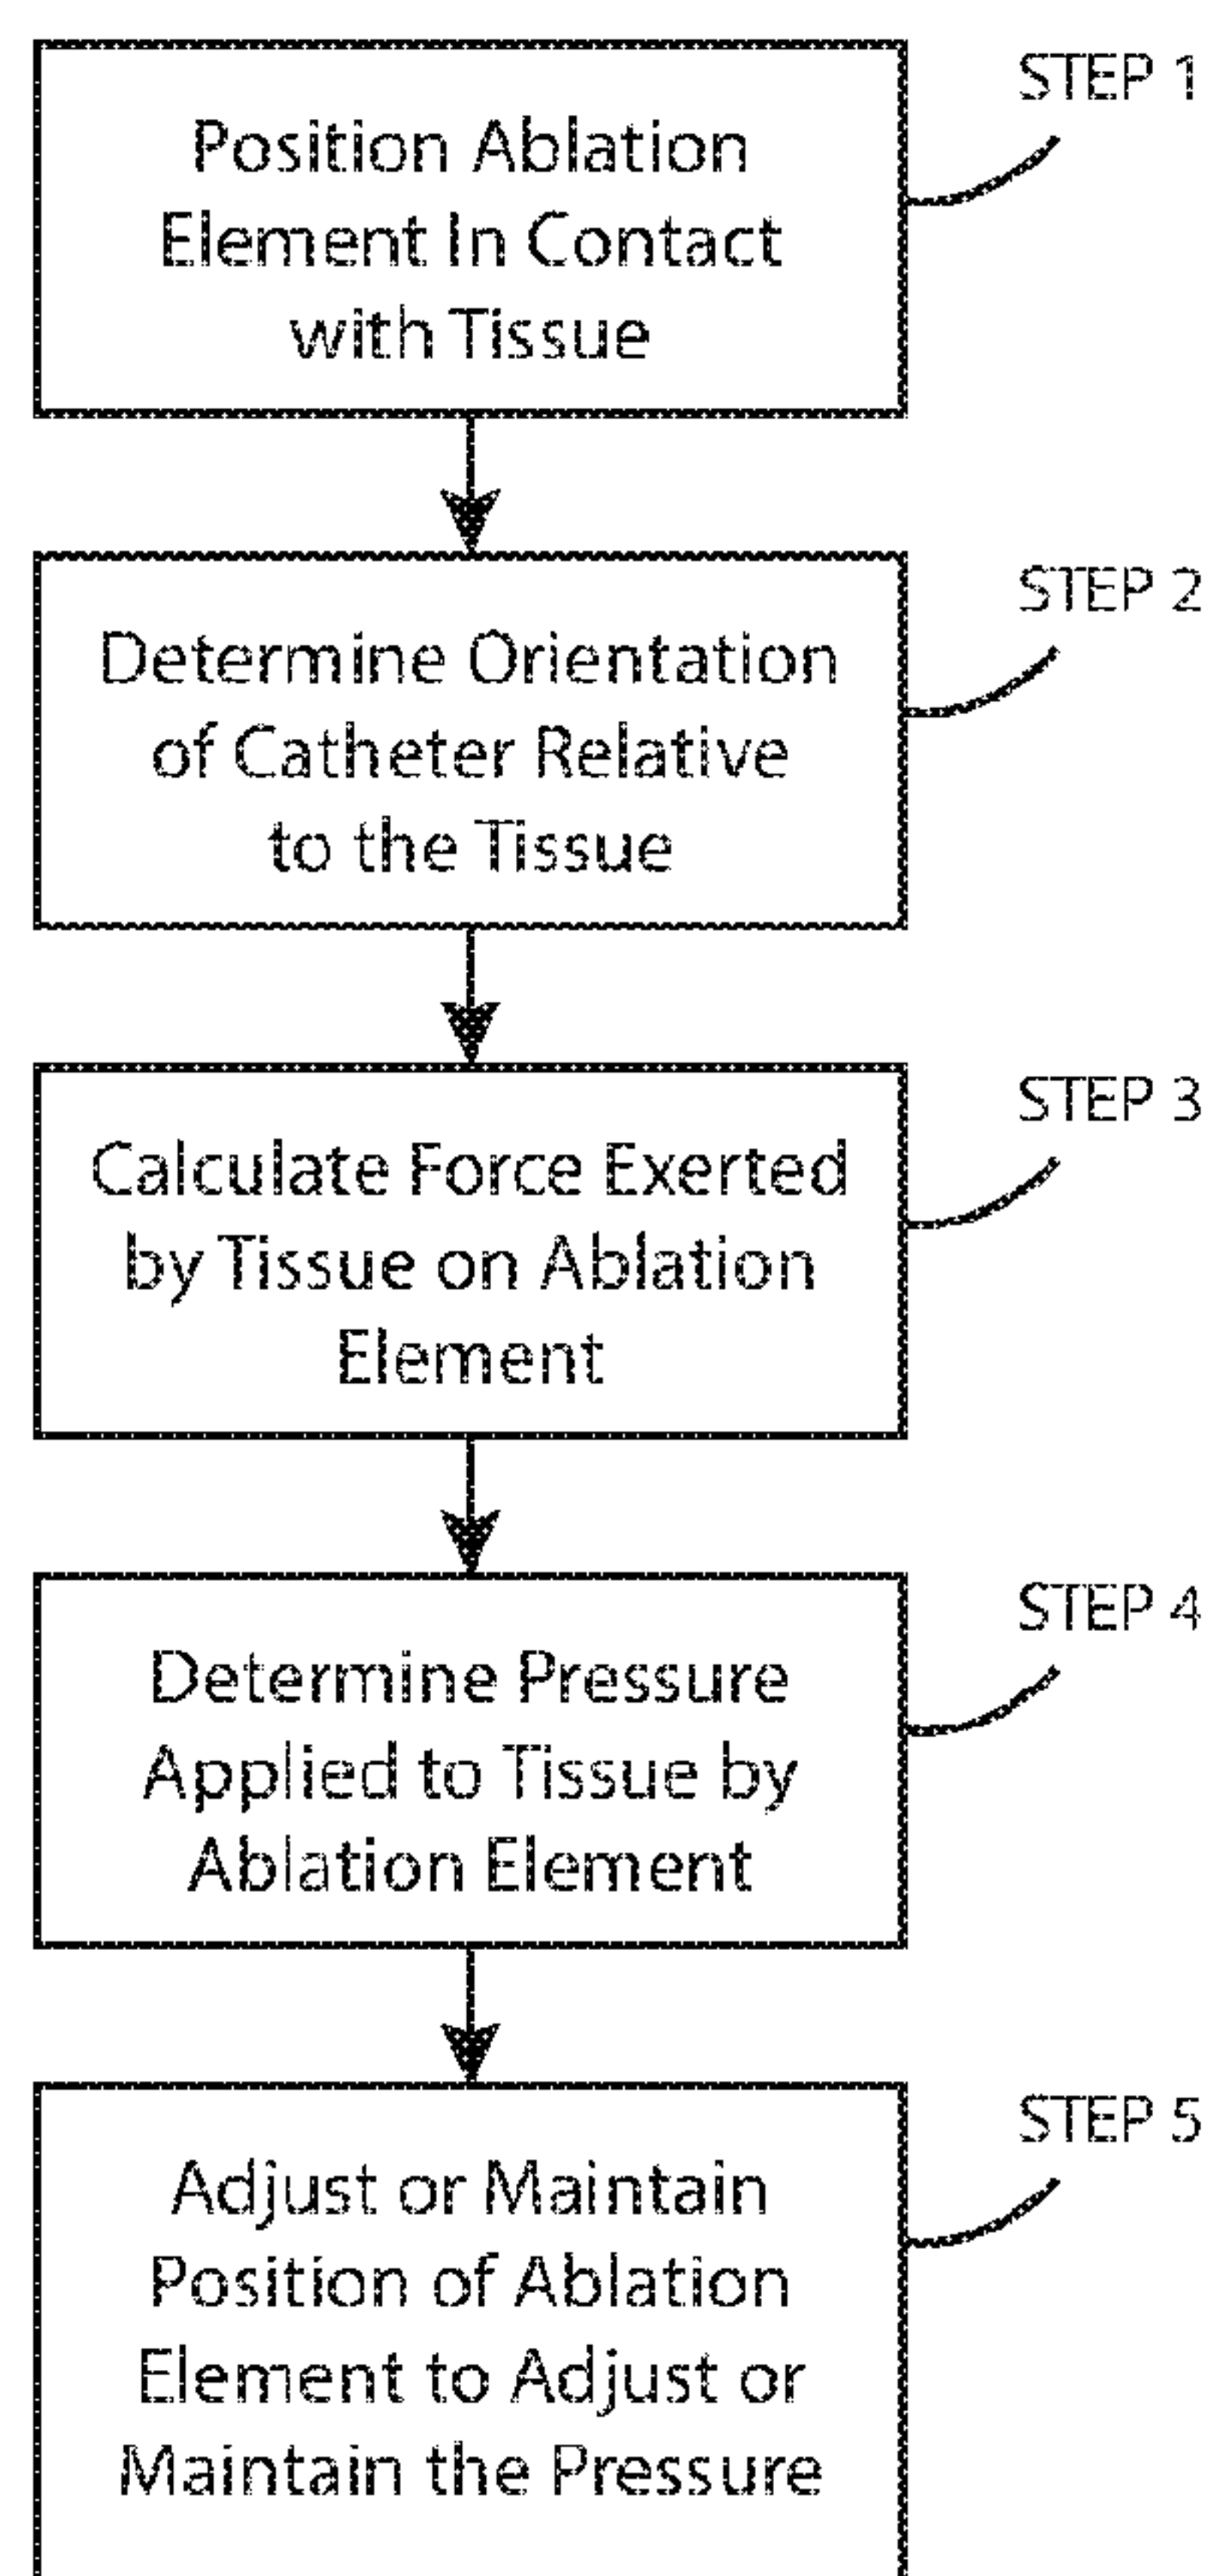 STEP 1
Position Ablation
Element In Contact
with Tissue
STEP 2
Determine Orientation
of Catheter Relative
to the Tissue
STEP 3
Calculate Force Exerted
by Tissue on Ablation
Element
STEP 4
Determine Pressure
Applied to Tissue by
Ablation Element
STEP 5
Adjust or Maintain
Position of Ablation
Element to Adjust or
Maintain the Pressure